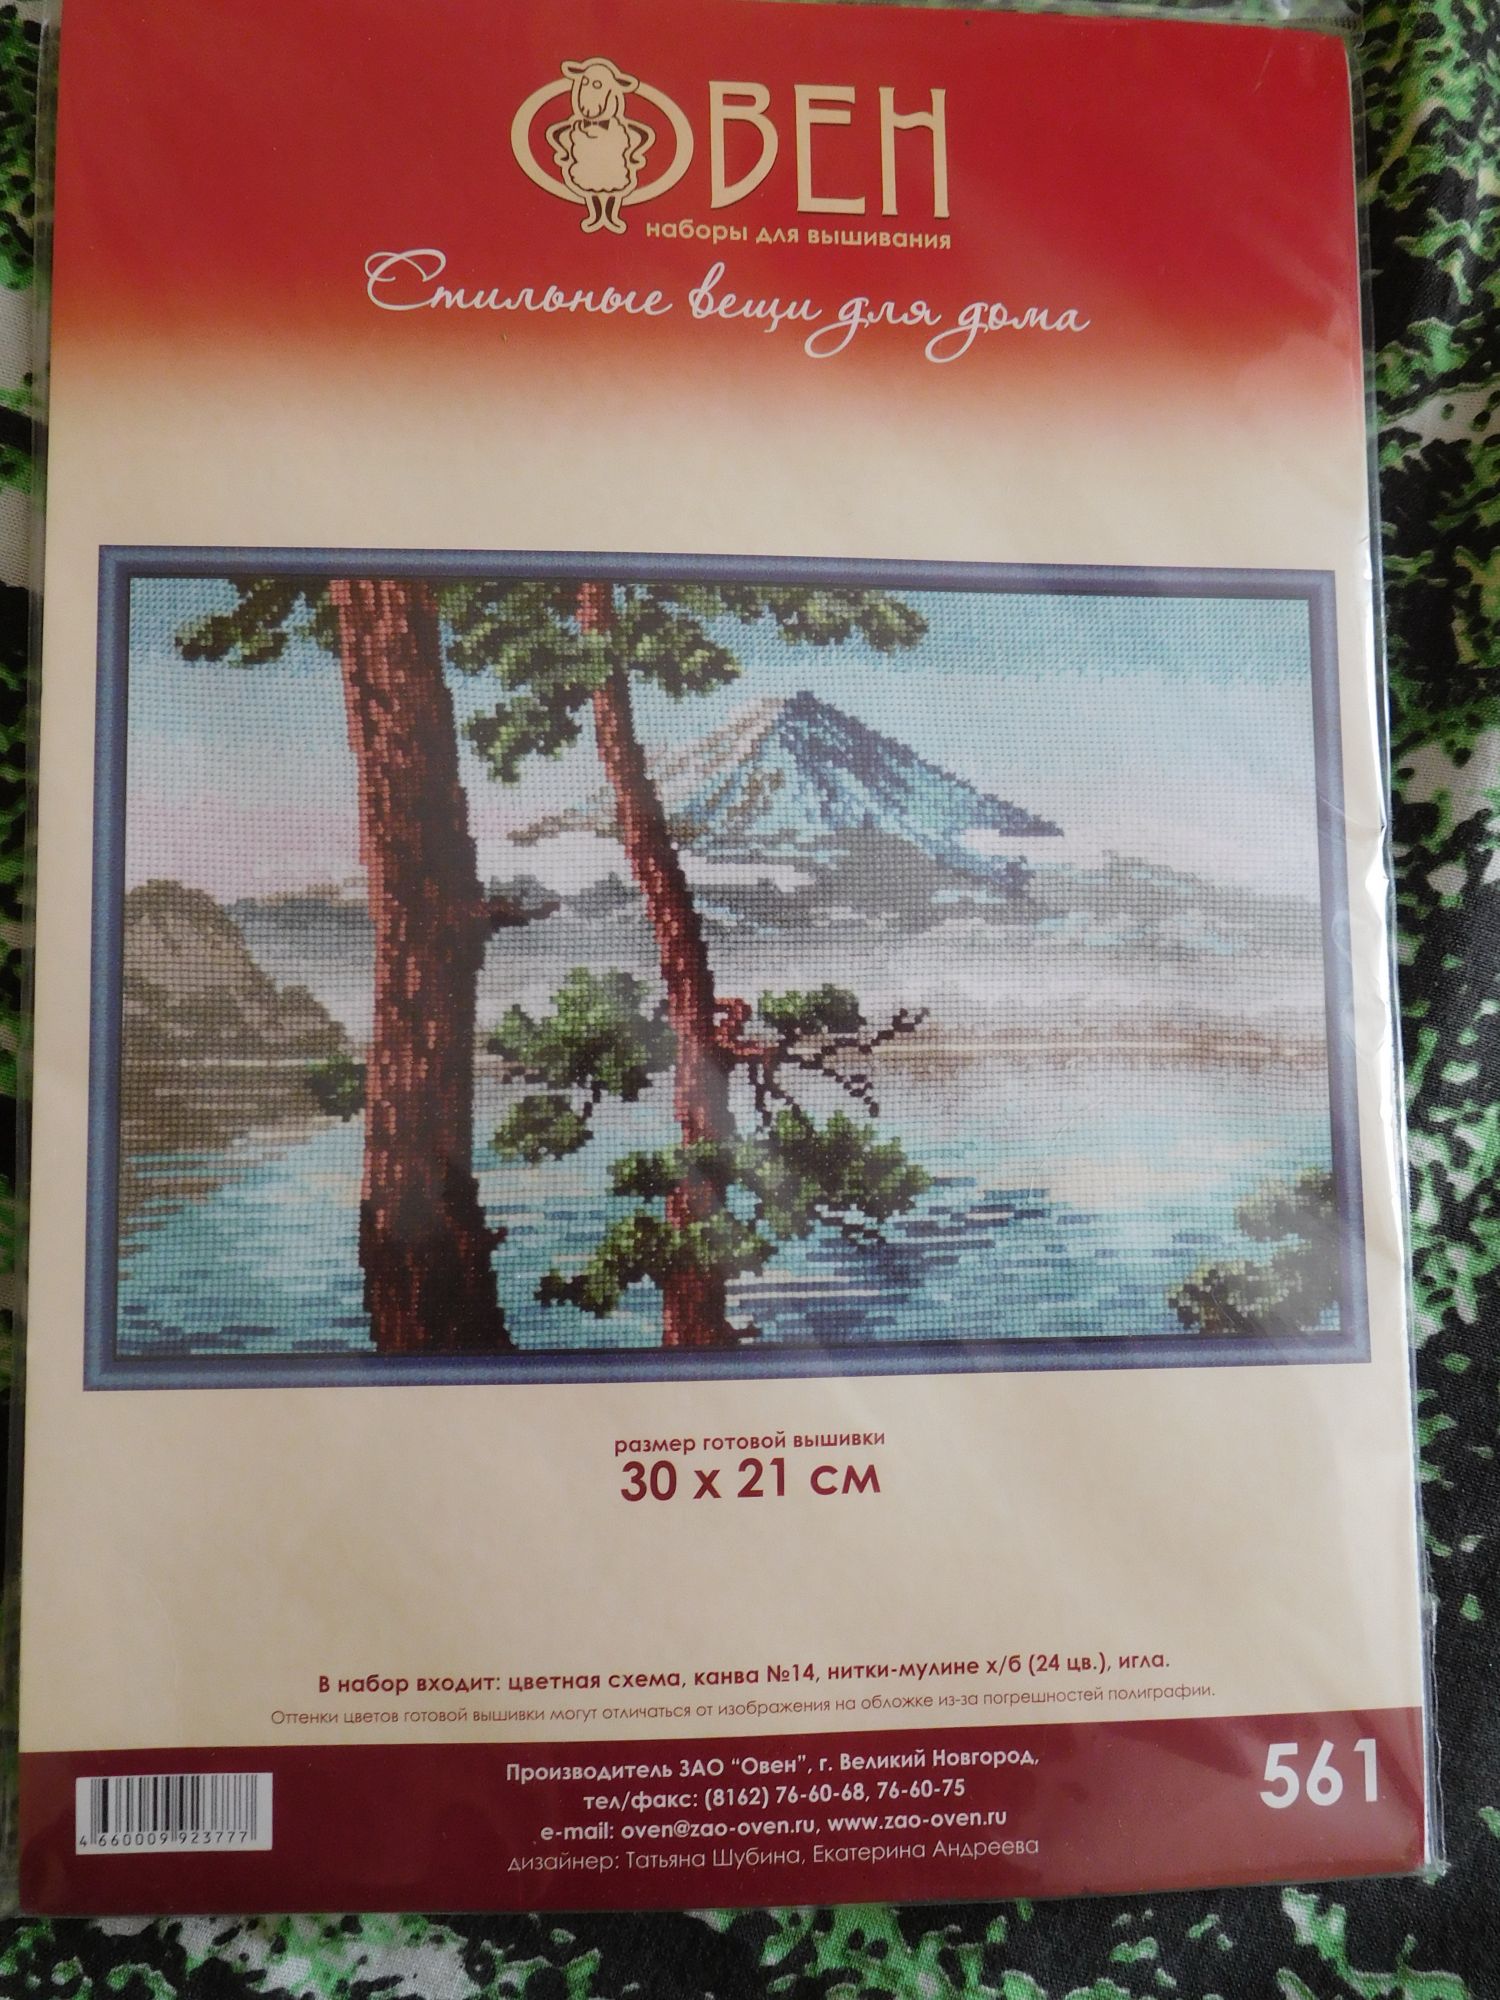 ОВЕН
наборы для вышивания
Стильные вещи для дома
размер готовой вышивки
30 х 21 см
В набор входит: цветная схема, канва №14, нитки-мулине х/б (24 цв.), игла.
Оттенки цветов готовой вышивки могут отличаться от изображения на обложке из-за погрешностей полиграфии.
Производитель ЗАО “Овен”, г. Великий Новгород,
тел/факс: (8162) 76-60-68, 76-60-75
e-mail: oven@zao-oven.ru, www.zao-oven.ru
дизайнер: Татьяна Шубина, Екатерина Андреева
561
4 660009 923777